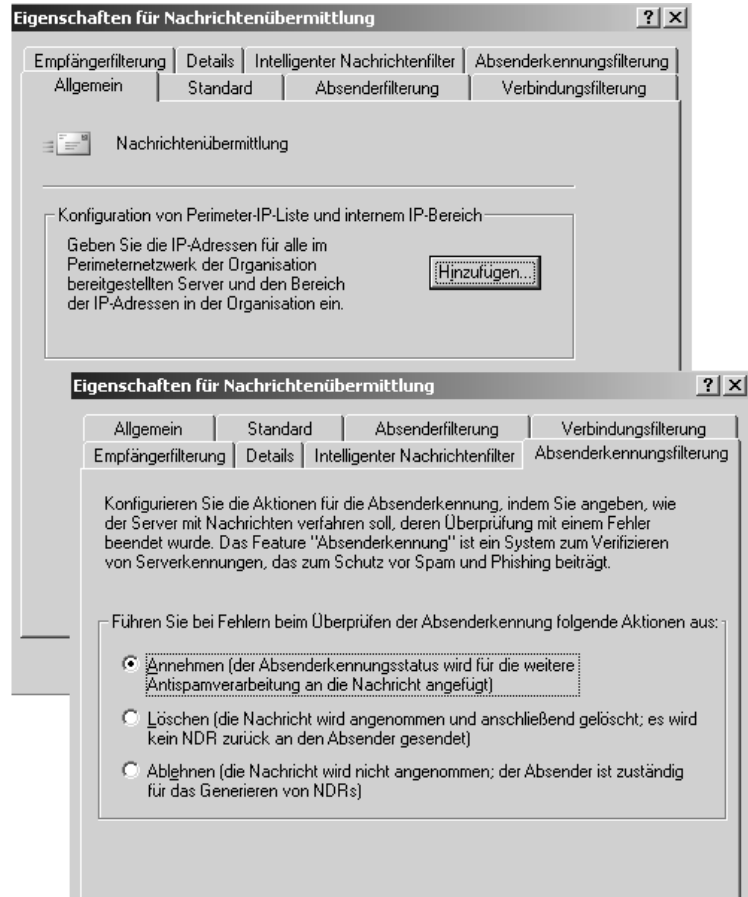 Eigenschaften für Nachrichtenübermittlung
Empfängerfilterung Details Intelligenter Nachrichtenfilter Absenderkennungsfilterung
Allgemein Standard Absenderfilterung Verbindungsfilterung
Nachrichtenübermittlung
Konfiguration von Perimeter-IP-Liste und internem IP-Bereich
Geben Sie die IP-Adressen für alle im
Perimeternetzwerk der Organisation
bereitgestellten Server und den Bereich
der IP-Adressen in der Organisation ein.
Hinzufügen...
Eigenschaften für Nachrichtenübermittlung
Allgemein Standard Absenderfilterung Verbindungsfilterung
Empfängerfilterung Details Intelligenter Nachrichtenfilter Absenderkennungsfilterung
Konfigurieren Sie die Aktionen für die Absenderkennung, indem Sie angeben, wie
der Server mit Nachrichten verfahren soll, deren Überprüfung mit einem Fehler
beendet wurde. Das Feature "Absenderkennung" ist ein System zum Verifizieren
von Serverkennungen, das zum Schutz vor Spam und Phishing beiträgt.
Führen Sie bei Fehlern beim Überprüfen der Absenderkennung folgende Aktionen aus:
Annehmen (der Absenderkennungsstatus wird für die weitere
Antispamverarbeitung an die Nachricht angefügt)
Löschen (die Nachricht wird angenommen und anschließend gelöscht; es wird
kein NDR zurück an den Absender gesendet)
Ablehnen (die Nachricht wird nicht angenommen; der Absender ist zuständig
für das Generieren von NDRs)